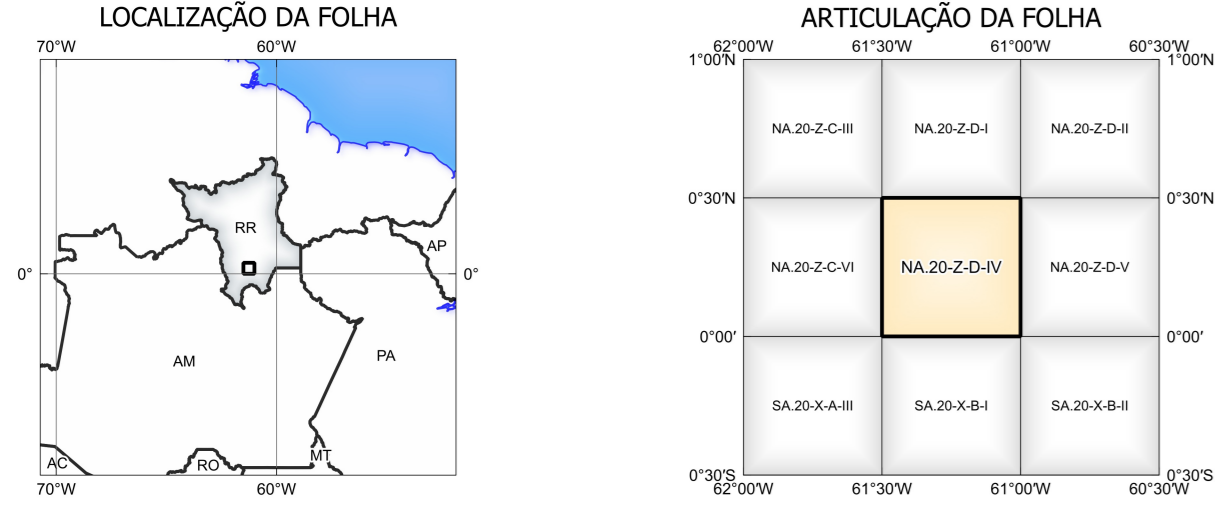 LOCALIZAÇÃO DA FOLHA
70°W 60°W
RR
AP
0° 0°
AM
PA
AC
RO
MT
70°W 60°W
ARTICULAÇÃO DA FOLHA
62°00'W 61°30'W 61°00'W 60°30'W
1°00'N 1°00'N
NA.20-Z-C-III NA.20-Z-D-I NA.20-Z-D-II
0°30'N 0°30'N
NA.20-Z-C-VI NA.20-Z-D-IV NA.20-Z-D-V
0°00' 0°00'
SA.20-X-A-III SA.20-X-B-I SA.20-X-B-II
0°30'S 0°30'S
62°00'W 61°30'W 61°00'W 60°30'W